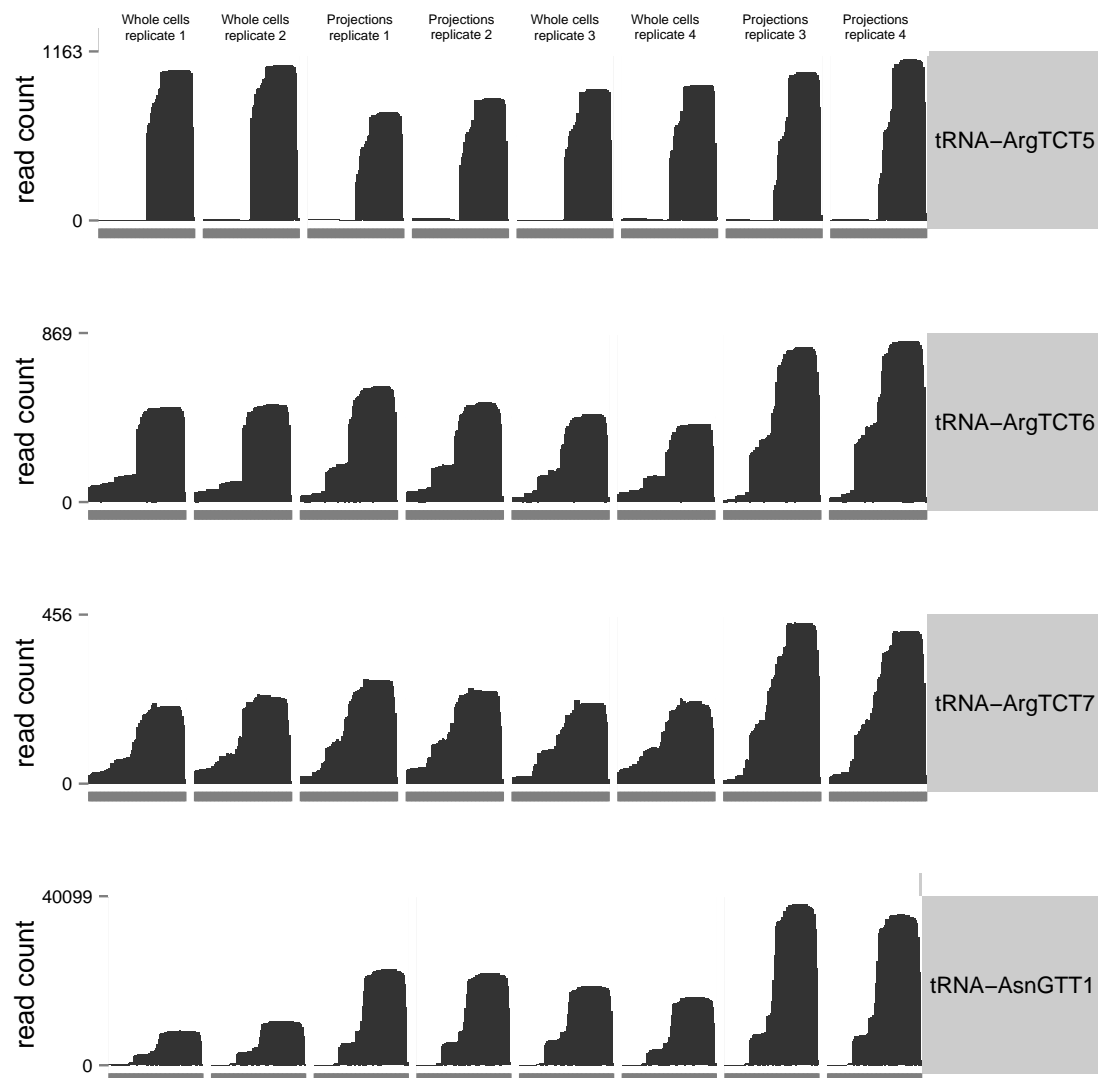 Whole cells replicate 1
Whole cells replicate 2
Projections replicate 1
Projections replicate 2
Whole cells replicate 3
Whole cells replicate 4
Projections replicate 3
Projections replicate 4
1163
read count
0
tRNA−ArgTCT5
869
read count
0
tRNA−ArgTCT6
456
read count
0
tRNA−ArgTCT7
40099
read count
0
tRNA−AsnGTT1